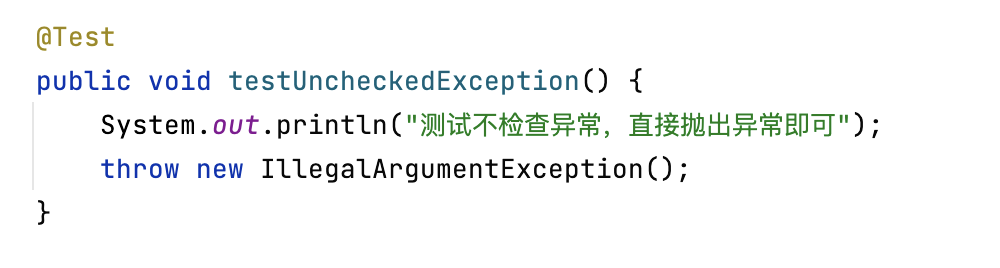 @Test
public void testUncheckedException() {
System.out.println("测试不检查异常，直接抛出异常即可");
throw new IllegalArgumentException();
}